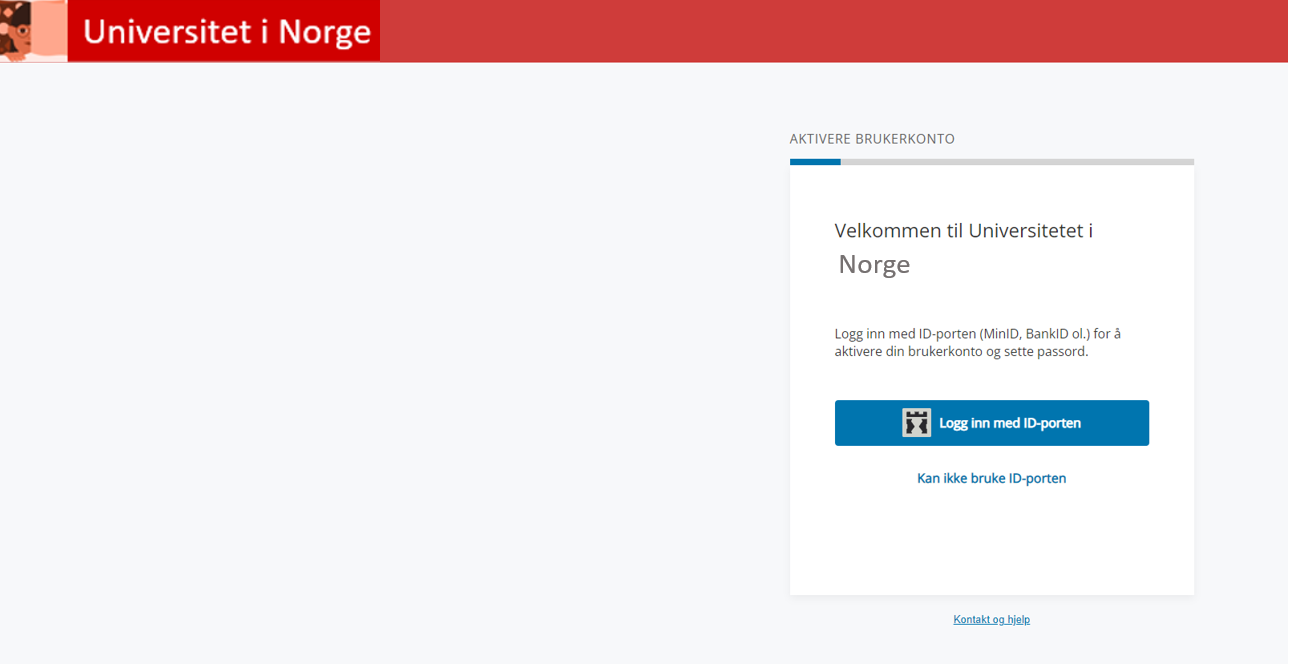 Universitet i Norge
AKTIVERE BRUKERKONTO
Velkommen til Universitetet i
Norge
Logg inn med ID-porten (MinID, BankID ol.) for å
aktivere din brukerkonto og sette passord.
Logg inn med ID-porten
Kan ikke bruke ID-porten
Kontakt og hjelp